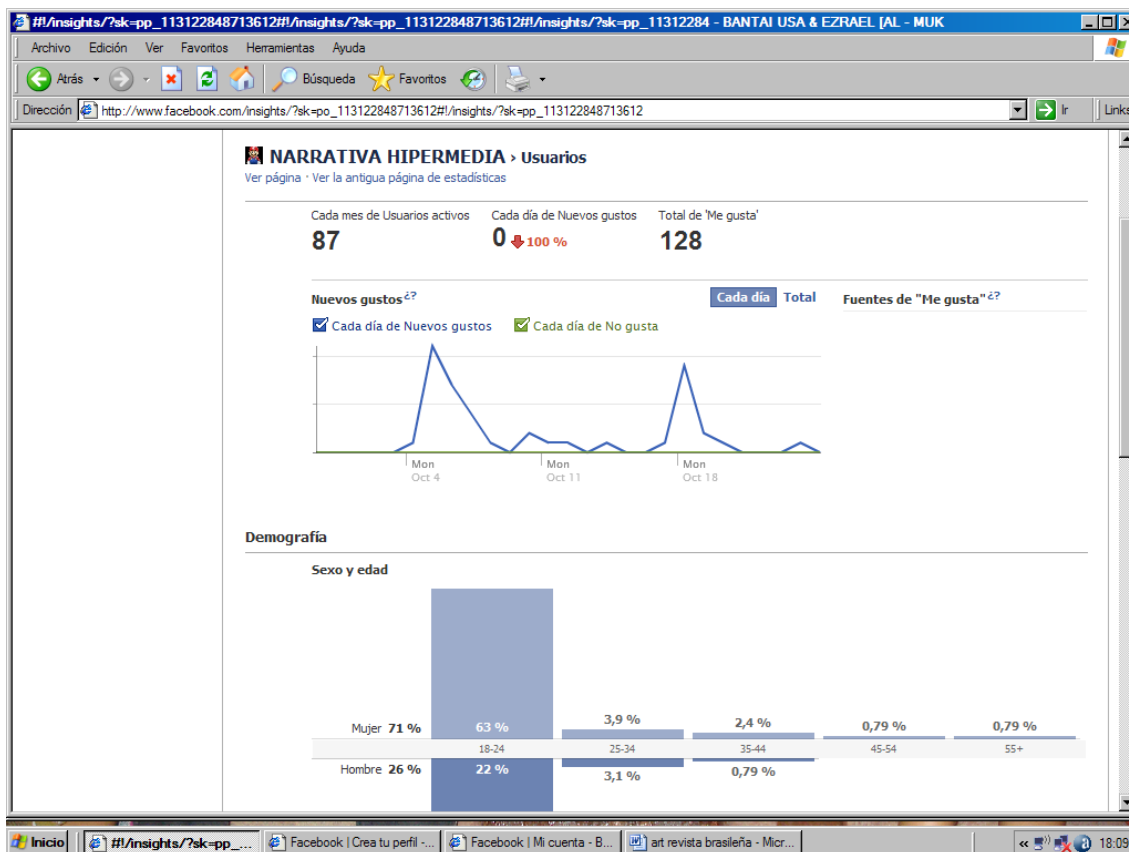 #!/insights/?sk=pp_113122848713612#!/insights/?sk=pp_113122848713612#!/insights/?sk=pp_11312284 - BANTAI USA & EZRAEL [AL - MUK
Archivo Edición Ver Favoritos Herramientas Ayuda
Atrás Búsqueda Favoritos
Dirección http://www.facebook.com/insights/?sk=po_113122848713612#!/insights/?sk=pp_113122848713612 Ir Links
NARRATIVA HIPERMEDIA › Usuarios
Ver página · Ver la antigua página de estadísticas
Cada mes de Usuarios activos Cada día de Nuevos gustos Total de 'Me gusta'
87 0 100 % 128
Nuevos gustos¿? Cada día Total Fuentes de "Me gusta"¿?
Cada día de Nuevos gustos Cada día de No gusta
Mon Mon Mon
Oct 4 Oct 11 Oct 18
Demografía
Sexo y edad
Mujer 71 % 63 % 3,9 % 2,4 % 0,79 % 0,79 %
18-24 25-34 35-44 45-54 55+
Hombre 26 % 22 % 3,1 % 0,79 %
Inicio #!/insights/?sk=pp_... Facebook | Crea tu perfil -... Facebook | Mi cuenta - B... art revista brasileña - Micr... « 18:09